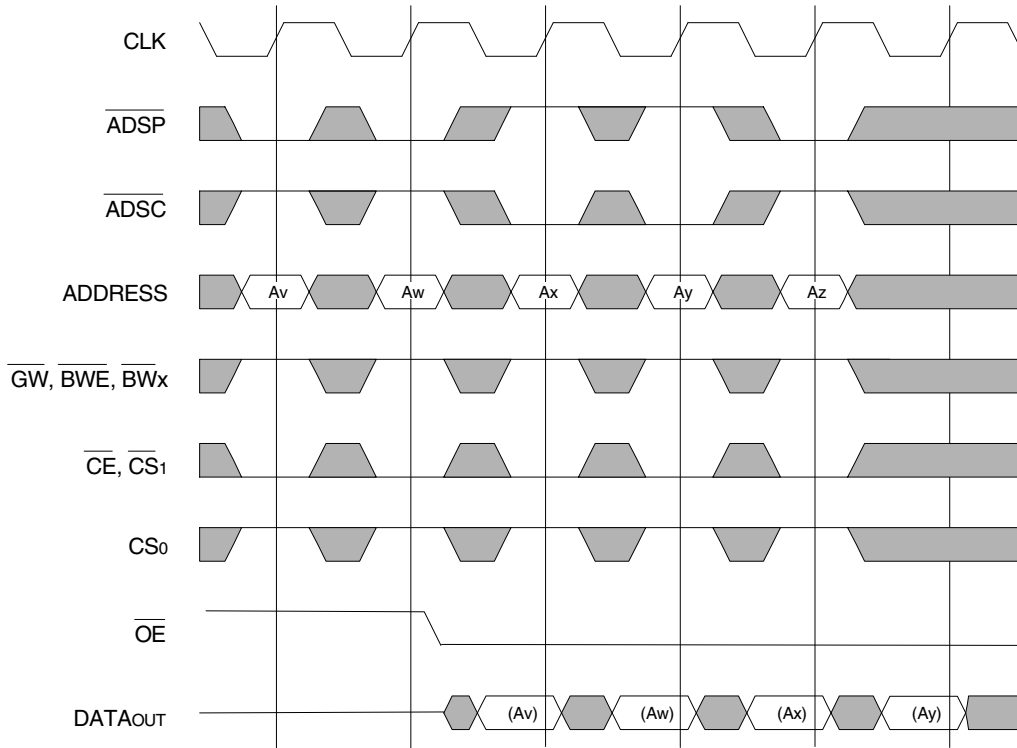 CLK
ADSP
ADSC
ADDRESS
Av Aw Ax Ay Az
GW, BWE, BWx
CE, CS1
CS0
OE
DATAOUT
(Av) (Aw) (Ax) (Ay)